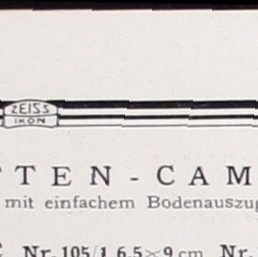 ZEISS
IKON
TEN-CAM
mit einfachem Bodenauszug
Nr. 105/1 6,5×9 cm Nr.